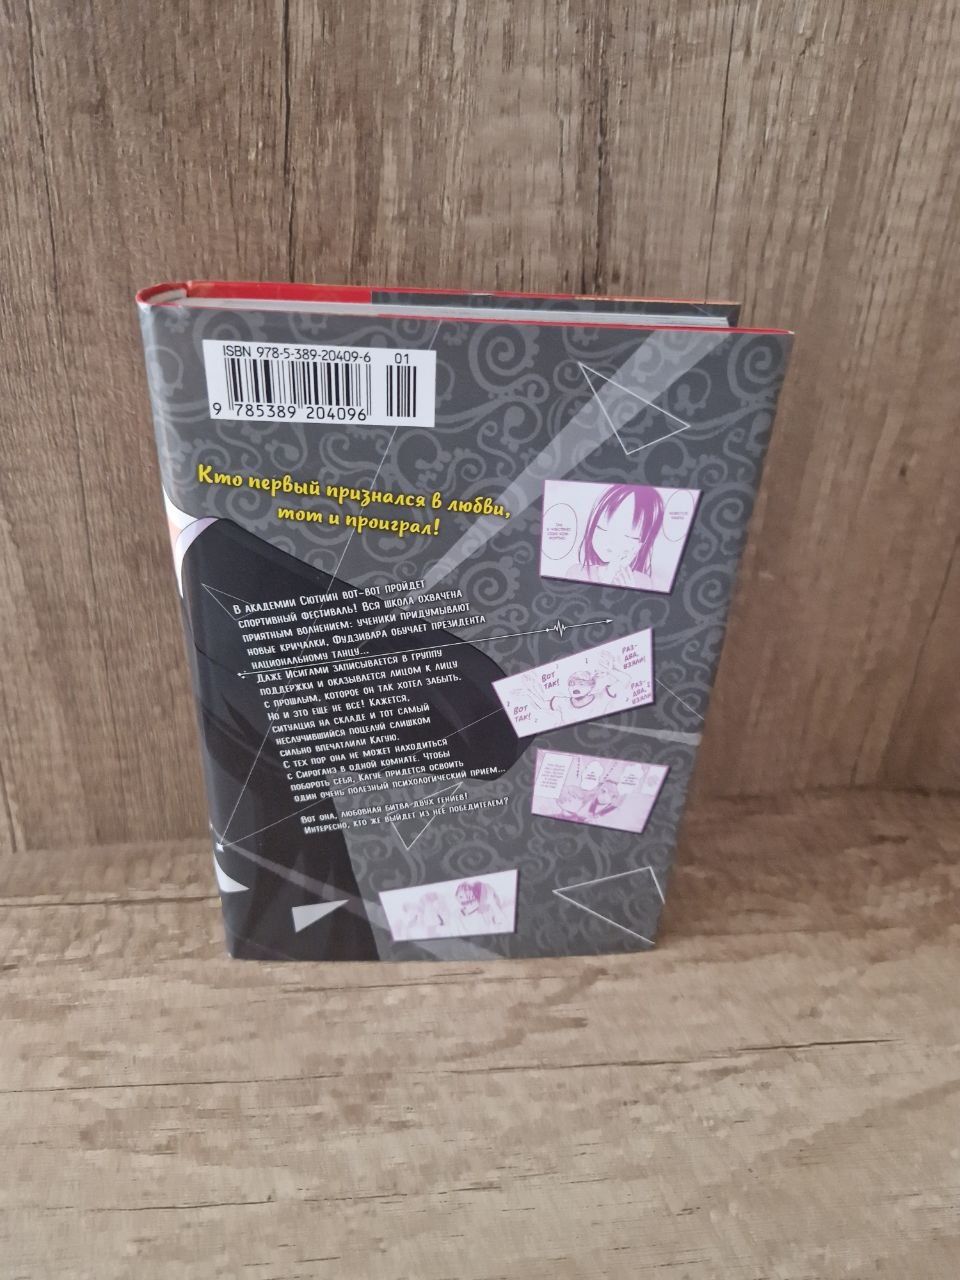 ISBN 978-5-389-20409-6 01
9 785389 204096
Кто первый признался в любви,
тот и проиграл!
В академии Сютиин вот-вот пройдет
спортивный фестиваль! Вся школа охвачена
приятным волнением: ученики придумывают
новые кричалки, Фудзивара обучает президента
национальному танцу...
Даже Исигами записывается в группу
поддержки и оказывается лицом к лицу
с прошлым, которое он так хотел забыть.
Но и это еще не все! Кажется,
ситуация на складе и тот самый
неслучившийся поцелуй слишком
сильно впечатлили Кагую.
С тех пор она не может находиться
с Сироганэ в одной комнате. Чтобы
побороть себя, Кагуе придется освоить
один очень полезный психологический прием...
Вот она, любовная битва двух гениев!
Интересно, кто же выйдет из неё победителем?
Вот
так!
Вот
так!
Раз-
два,
взяли!
Раз-
два,
взяли!